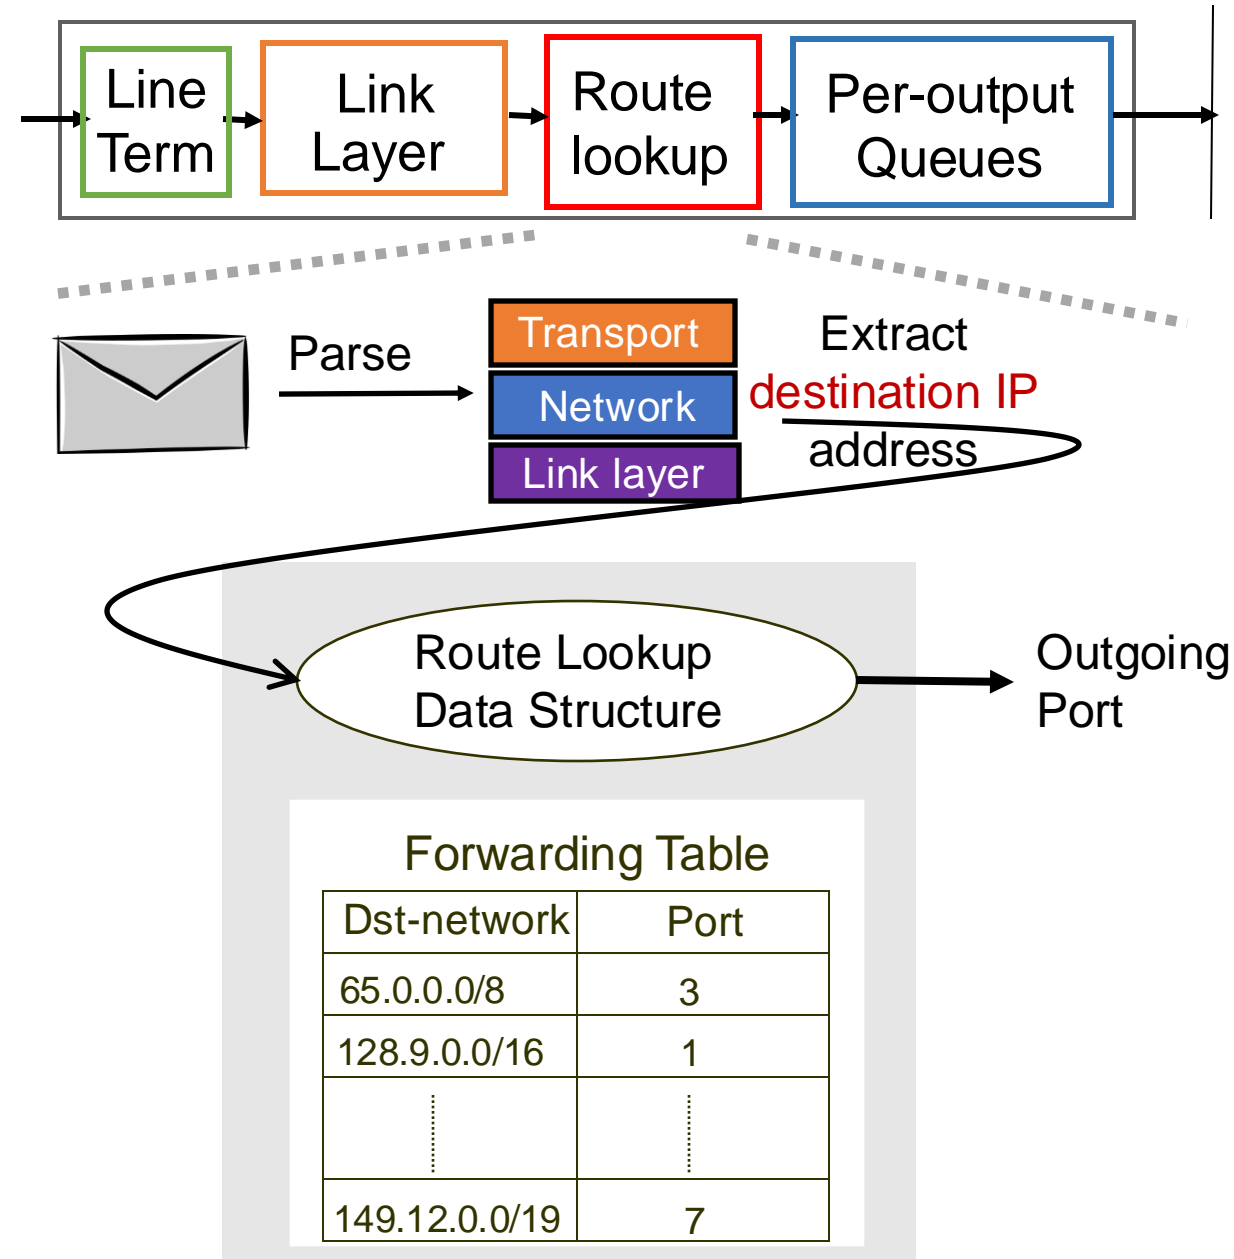 Line
Term
Link
Layer
Route
lookup
Per-output
Queues
Parse
Transport
Network
Link layer
Extract
destination IP
address
Route Lookup
Data Structure
Outgoing
Port
Forwarding Table
Dst-network Port
65.0.0.0/8 3
128.9.0.0/16 1
149.12.0.0/19 7